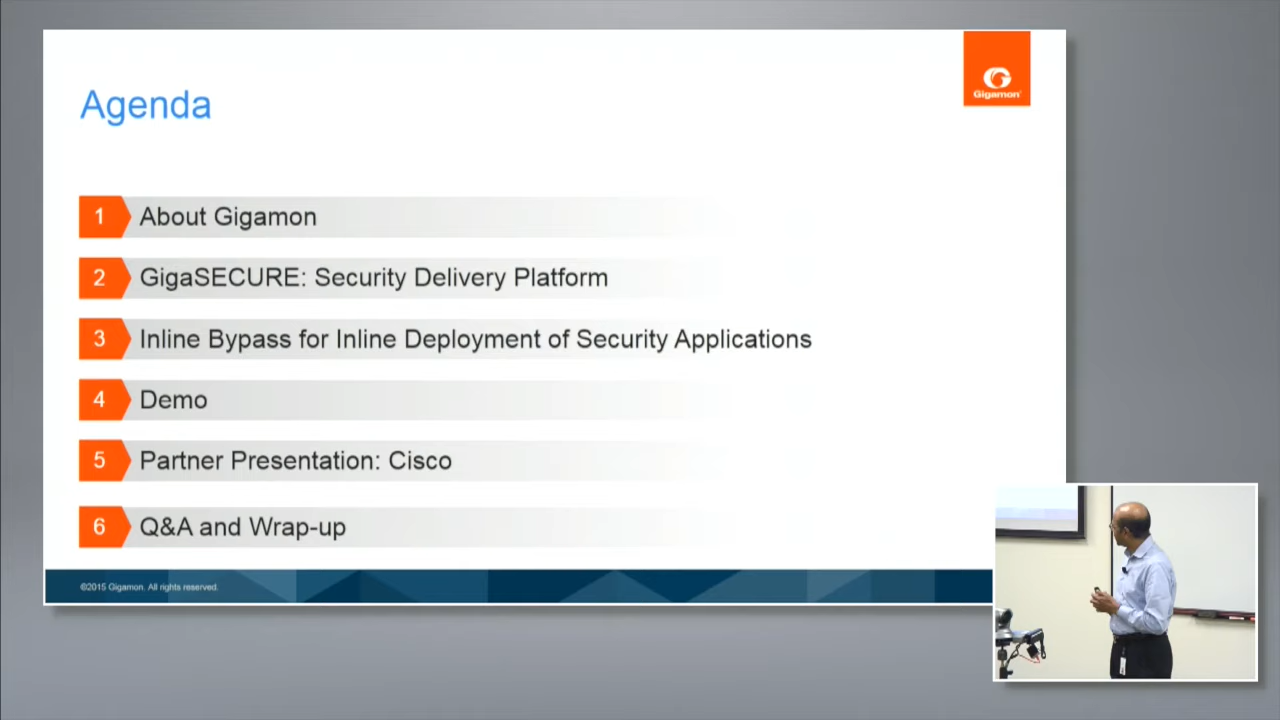 Agenda
Gigamon
1 About Gigamon
2 GigaSECURE: Security Delivery Platform
3 Inline Bypass for Inline Deployment of Security Applications
4 Demo
5 Partner Presentation: Cisco
6 Q&A and Wrap-up
©2015 Gigamon. All rights reserved.